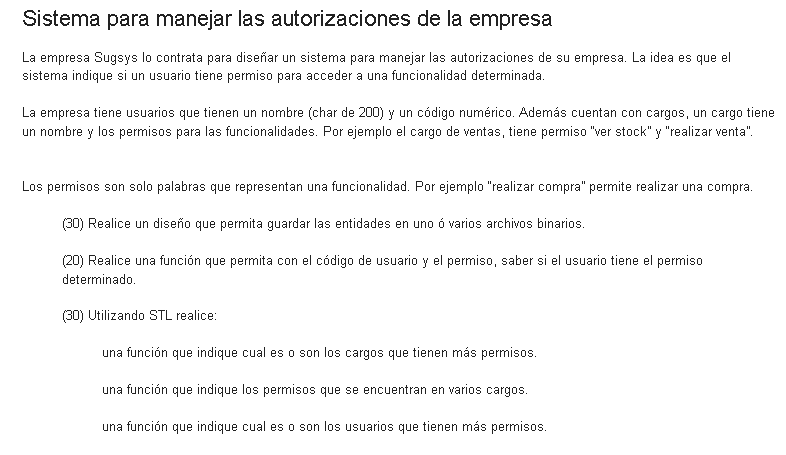 Sistema para manejar las autorizaciones de la empresa
La empresa Sugsys lo contrata para diseñar un sistema para manejar las autorizaciones de su empresa. La idea es que el
sistema indique si un usuario tiene permiso para acceder a una funcionalidad determinada.
La empresa tiene usuarios que tienen un nombre (char de 200) y un código numérico. Además cuentan con cargos, un cargo tiene
un nombre y los permisos para las funcionalidades. Por ejemplo el cargo de ventas, tiene permiso "ver stock" y "realizar venta".
Los permisos son solo palabras que representan una funcionalidad. Por ejemplo "realizar compra" permite realizar una compra.
(30) Realice un diseño que permita guardar las entidades en uno ó varios archivos binarios.
(20) Realice una función que permita con el código de usuario y el permiso, saber si el usuario tiene el permiso
determinado.
(30) Utilizando STL realice:
una función que indique cual es o son los cargos que tienen más permisos.
una función que indique los permisos que se encuentran en varios cargos.
una función que indique cual es o son los usuarios que tienen más permisos.